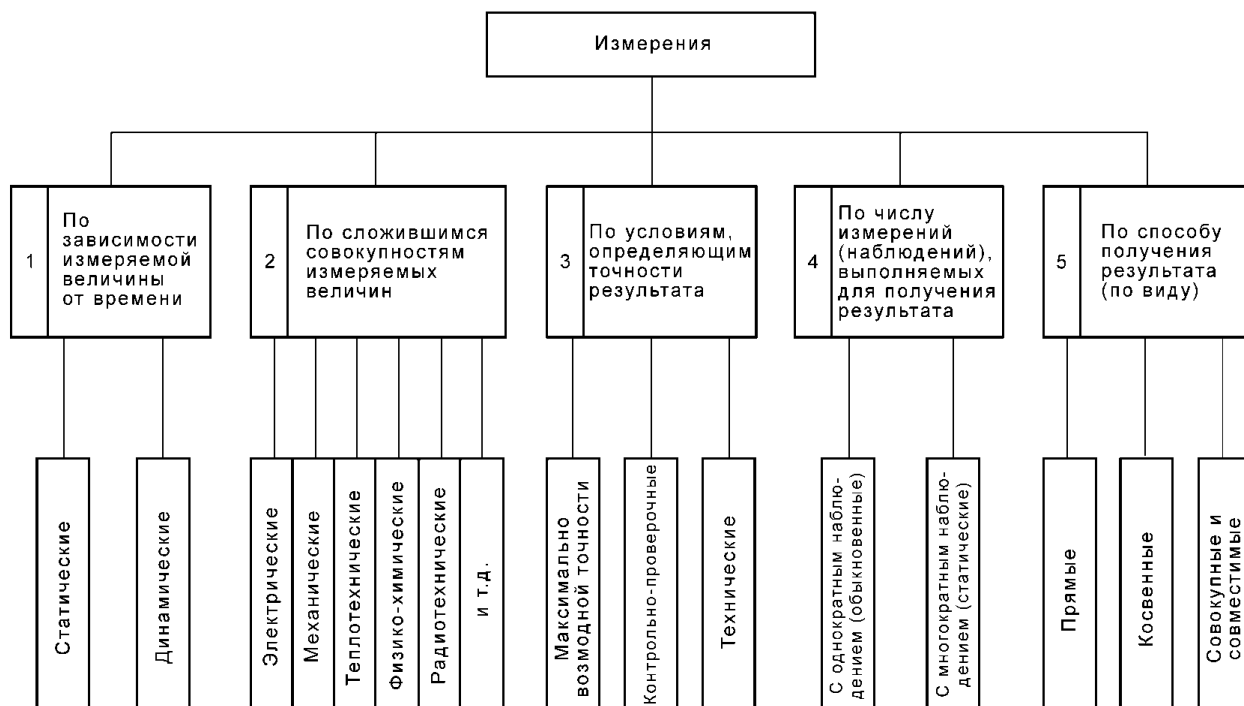 Измерения
1
По
зависимости
измеряемой
величины
от времени
2
По сложившимся
совокупностям
измеряемых
величин
3
По условиям,
определяющим
точности
результата
4
По числу
измерений
(наблюдений),
выполняемых
для получения
результата
5
По способу
получения
результата
(по виду)
Статические
Динамические
Электрические
Механические
Теплотехнические
Физико-химические
Радиотехнические
и т.д.
Максимально
возмодной точности
Контрольно-проверочные
Технические
С однократным наблю-
дением (обыкновенные)
С многократным наблю-
дением (статические)
Прямые
Косвенные
Совокупные и
совместимые